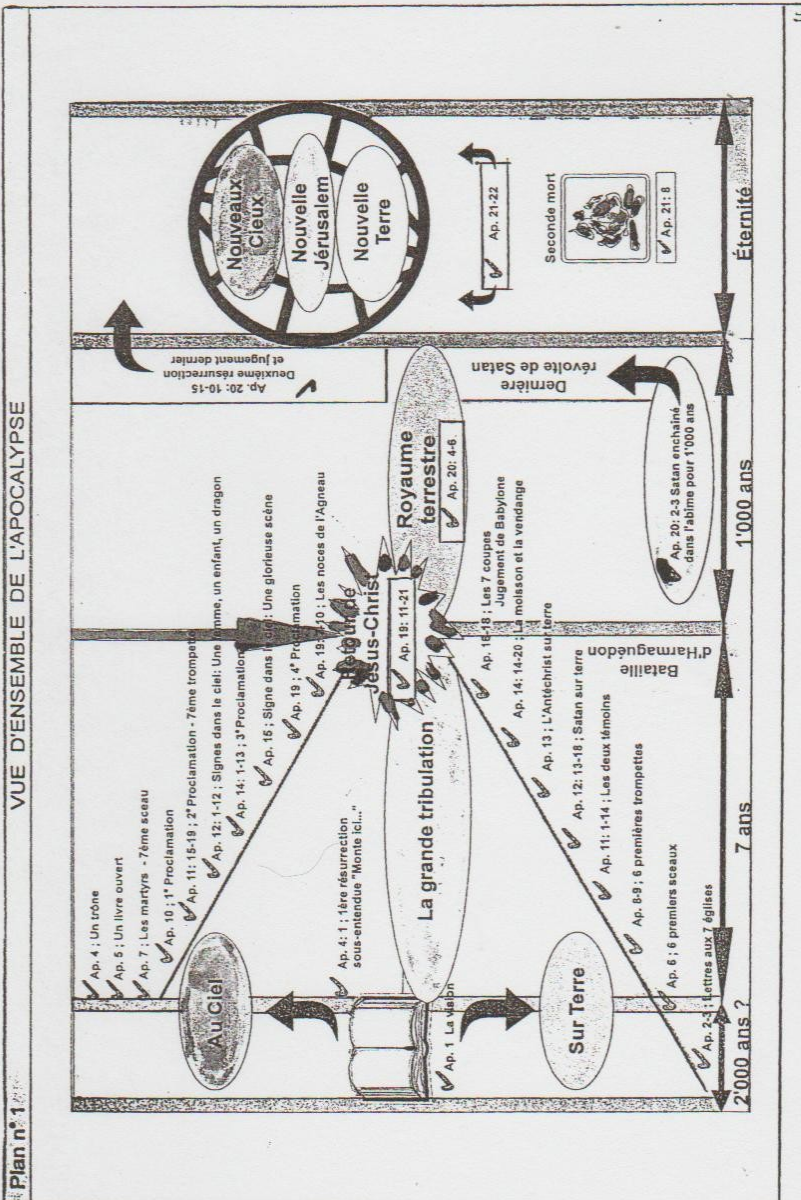 Plan n° 1
VUE D'ENSEMBLE DE L'APOCALYPSE
Ap. 4 ; Un trône
Ap. 5 ; Un livre ouvert
Ap. 7 ; Les martyrs - 7ème sceau
Ap. 10 ; 1° Proclamation
Ap. 11: 15-19 ; 2° Proclamation - 7ème trompette
Ap. 12: 1-12 ; Signes dans le ciel: Une femme, un enfant, un dragon
Ap. 14: 1-13 ; 3° Proclamation
Ap. 15 ; Signe dans le ciel : Une glorieuse scène
Ap. 19 ; 4° Proclamation
Ap. 19: 1-10 ; Les noces de l'Agneau
Au Ciel
Ap. 4: 1 ; 1ère résurrection
sous-entendue "Monte ici..."
Ap. 1 La vision
Sur Terre
La grande tribulation
Retour de
Jésus-Christ
Ap. 19: 11-21
Royaume
terrestre
Ap. 20: 4-6
Ap. 16-18 : Les 7 coupes
Jugement de Babylone
Ap. 14: 14-20 ; La moisson et la vendange
Ap. 13 ; L'Antéchrist sur terre
Ap. 12: 13-18 ; Satan sur terre
Ap. 11: 1-14 ; Les deux témoins
Ap. 8-9 ; 6 premières trompettes
Ap. 6 ; 6 premiers sceaux
Ap. 2-3 ; Lettres aux 7 églises
Bataille
d'Harmaguédon
Ap. 20: 2-3 Satan enchaîné
dans l'abîme pour 1'000 ans
Dernière
révolte de Satan
Ap. 20: 10-15
Deuxième résurrection
et jugement dernier
Nouveaux
Cieux
Nouvelle
Jérusalem
Nouvelle
Terre
Ap. 21-22
Seconde mort
Ap. 21: 8
2'000 ans ?
7 ans
1'000 ans
Éternité